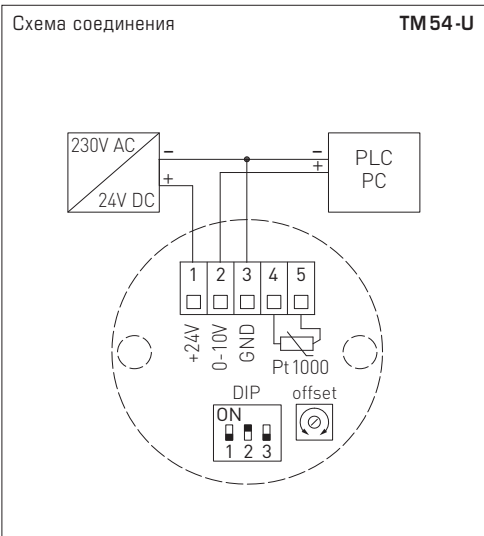 Схема соединения TM54-U
230V AC
24V DC
–
+
–
+
PLC
PC
1 2 3 4 5
+24V
0-10V
GND
Pt1000
DIP
offset
ON
1 2 3